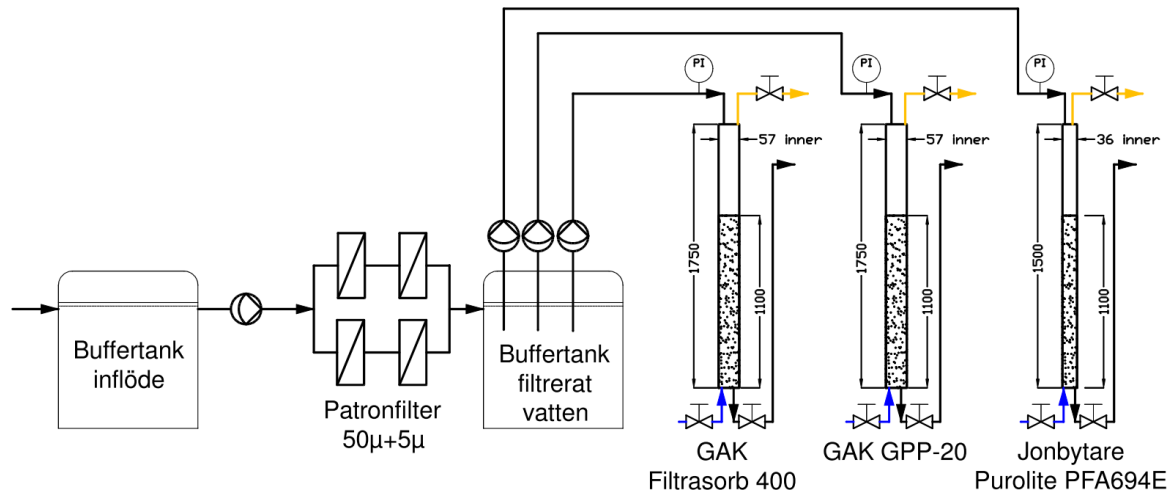 PI
PI
PI
57 inner
57 inner
36 inner
1750
1100
1750
1100
1500
1100
Buffertank
inflöde
Patronfilter
50µ+5µ
Buffertank
filtrerat
vatten
GAK
Filtrasorb 400
GAK GPP-20
Jonbytare
Purolite PFA694E